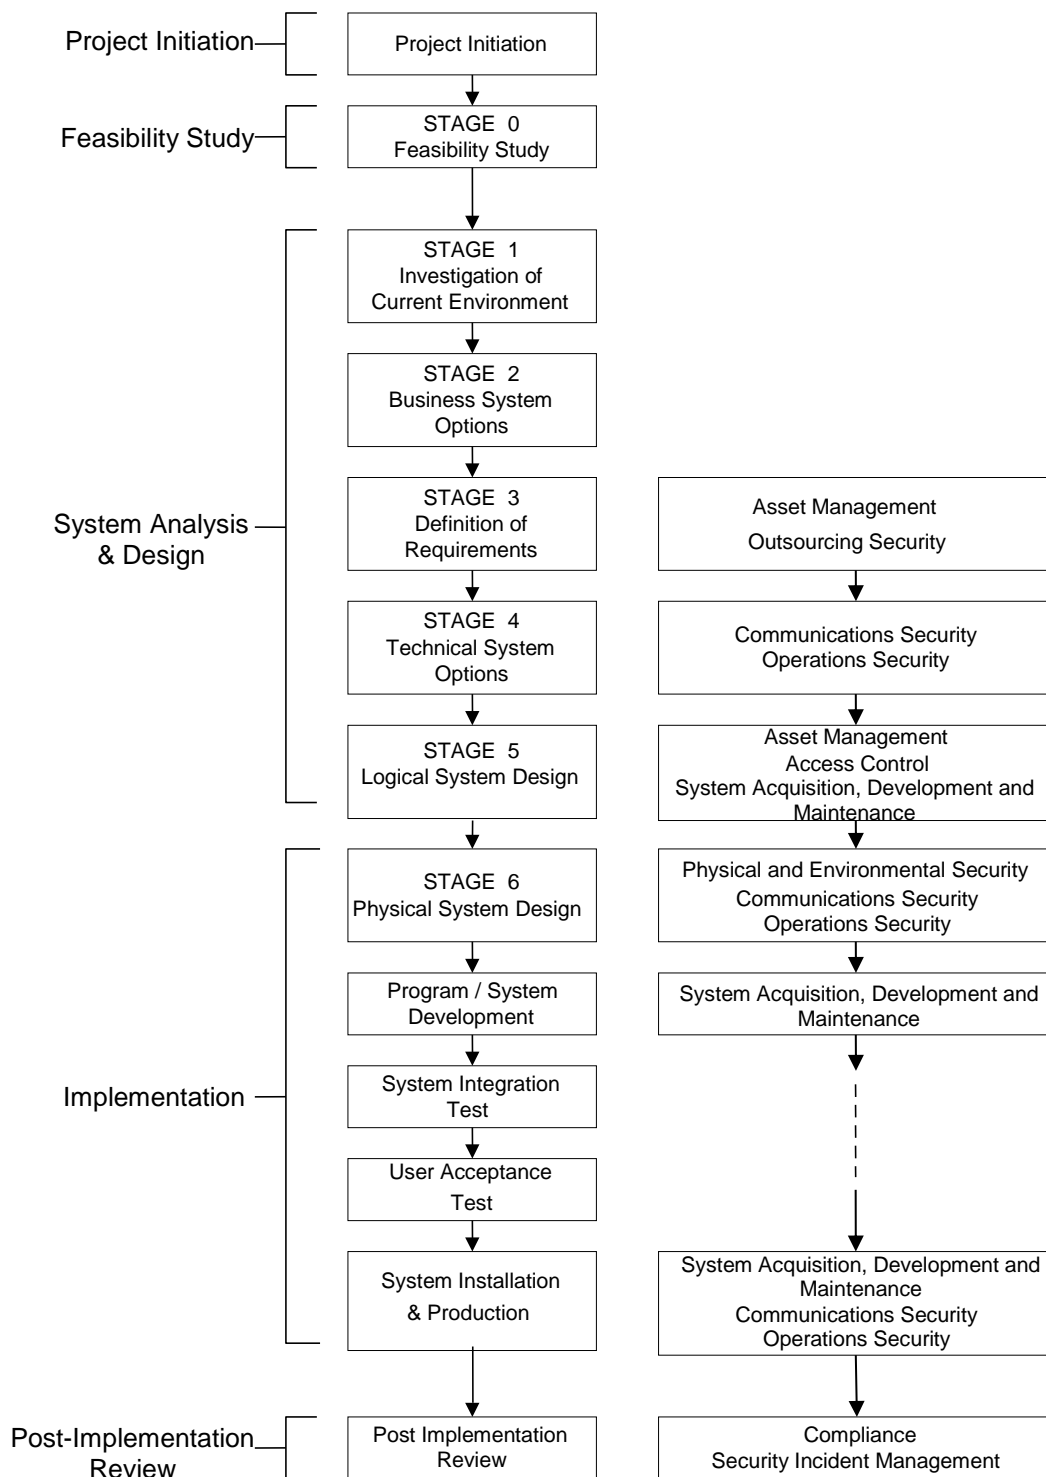 Project Initiation
Project Initiation
STAGE 0
Feasibility Study
Feasibility Study
STAGE 1
Investigation of
Current Environment
STAGE 2
Business System
Options
System Analysis
& Design
STAGE 3
Definition of
Requirements
Asset Management
Outsourcing Security
STAGE 4
Technical System
Options
Communications Security
Operations Security
STAGE 5
Logical System Design
Asset Management
Access Control
System Acquisition, Development and
Maintenance
STAGE 6
Physical System Design
Physical and Environmental Security
Communications Security
Operations Security
Program / System
Development
System Acquisition, Development and
Maintenance
Implementation
System Integration
Test
User Acceptance
Test
System Installation
& Production
System Acquisition, Development and
Maintenance
Communications Security
Operations Security
Post-Implementation
Review
Post Implementation
Review
Compliance
Security Incident Management